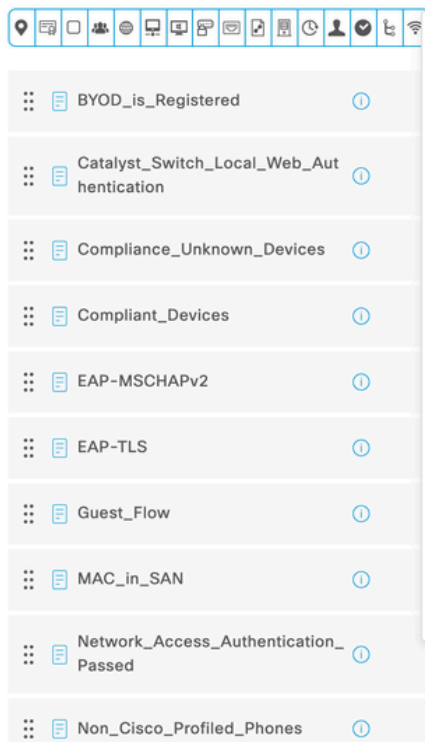 BYOD_is_Registered
Catalyst_Switch_Local_Web_Aut
hentication
Compliance_Unknown_Devices
Compliant_Devices
EAP-MSCHAPv2
EAP-TLS
Guest_Flow
MAC_in_SAN
Network_Access_Authentication_
Passed
Non_Cisco_Profiled_Phones